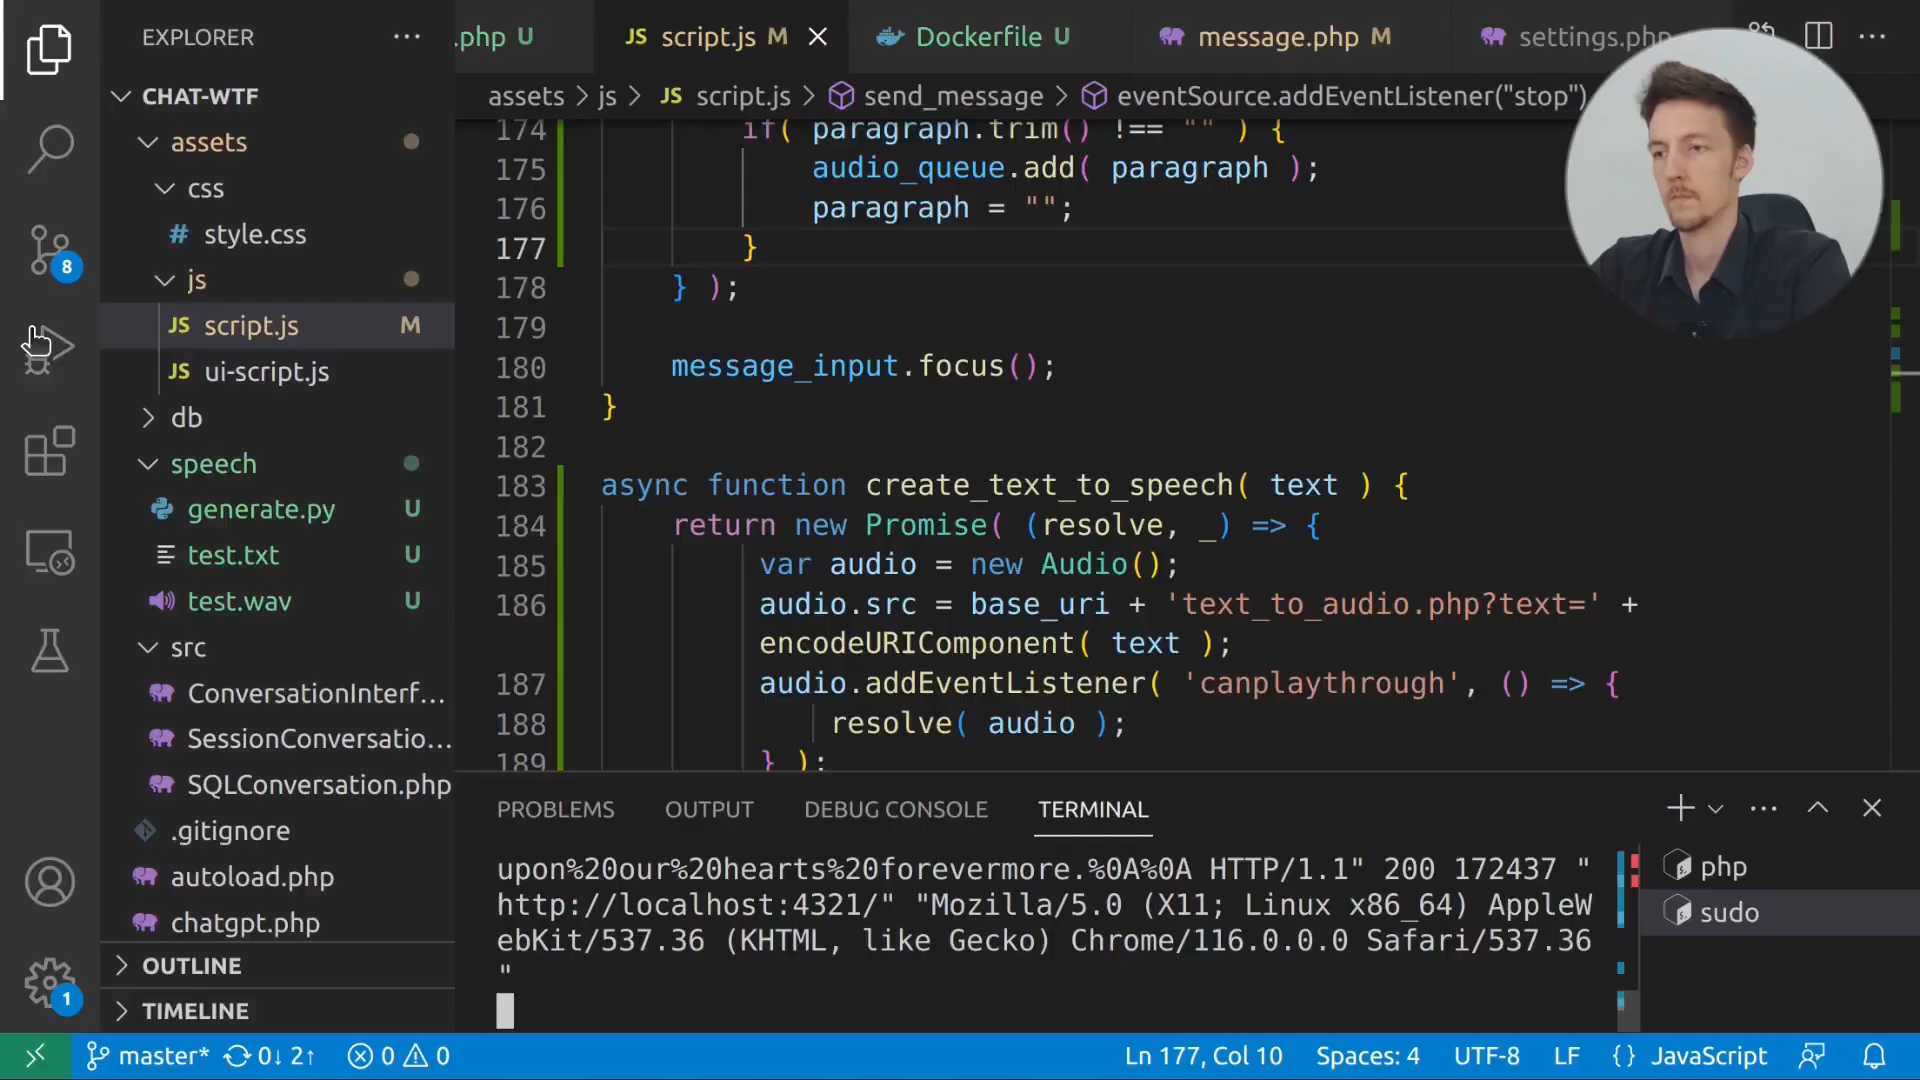 EXPLORER
CHAT-WTF
assets
css
# style.css
js
JS script.js M
JS ui-script.js
db
speech
generate.py U
test.txt U
test.wav U
src
ConversationInterf...
SessionConversatio...
SQLConversation.php
.gitignore
autoload.php
chatgpt.php
OUTLINE
TIMELINE
8
1
.php U
JS script.js M
Dockerfile U
message.php M
settings.php
assets > js > JS script.js > send_message > eventSource.addEventListener("stop")
174 if( paragraph.trim() !== "" ) {
175 audio_queue.add( paragraph );
176 paragraph = "";
177 }
178 } );
179
180 message_input.focus();
181 }
182
183 async function create_text_to_speech( text ) {
184 return new Promise( (resolve, _) => {
185 var audio = new Audio();
186 audio.src = base_uri + 'text_to_audio.php?text=' +
encodeURIComponent( text );
187 audio.addEventListener( 'canplaythrough', () => {
188 resolve( audio );
189 } );
PROBLEMS OUTPUT DEBUG CONSOLE TERMINAL
upon%20our%20hearts%20forevermore.%0A%0A HTTP/1.1" 200 172437 "
http://localhost:4321/" "Mozilla/5.0 (X11; Linux x86_64) AppleW
ebKit/537.36 (KHTML, like Gecko) Chrome/116.0.0.0 Safari/537.36
"
php
sudo
master* 0↓ 2↑ 0 0
Ln 177, Col 10 Spaces: 4 UTF-8 LF {} JavaScript